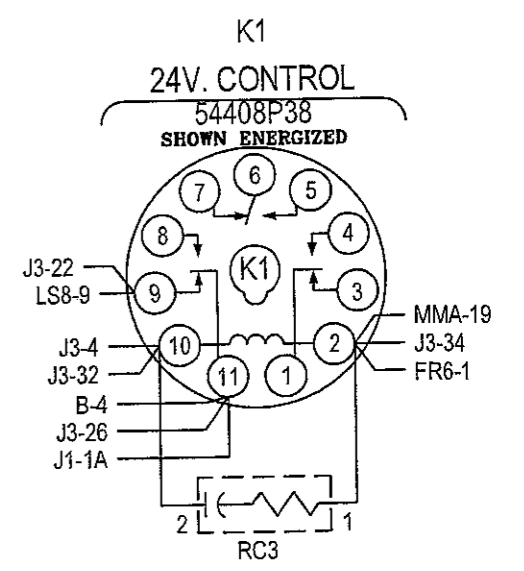 K1
24V. CONTROL
54408P38
SHOWN ENERGIZED
6
7
5
8
4
K1
J3-22
9
3
LS8-9
MMA-19
J3-4
10
2
J3-34
J3-32
11
1
FR6-1
B-4
J3-26
J1-1A
2
1
RC3